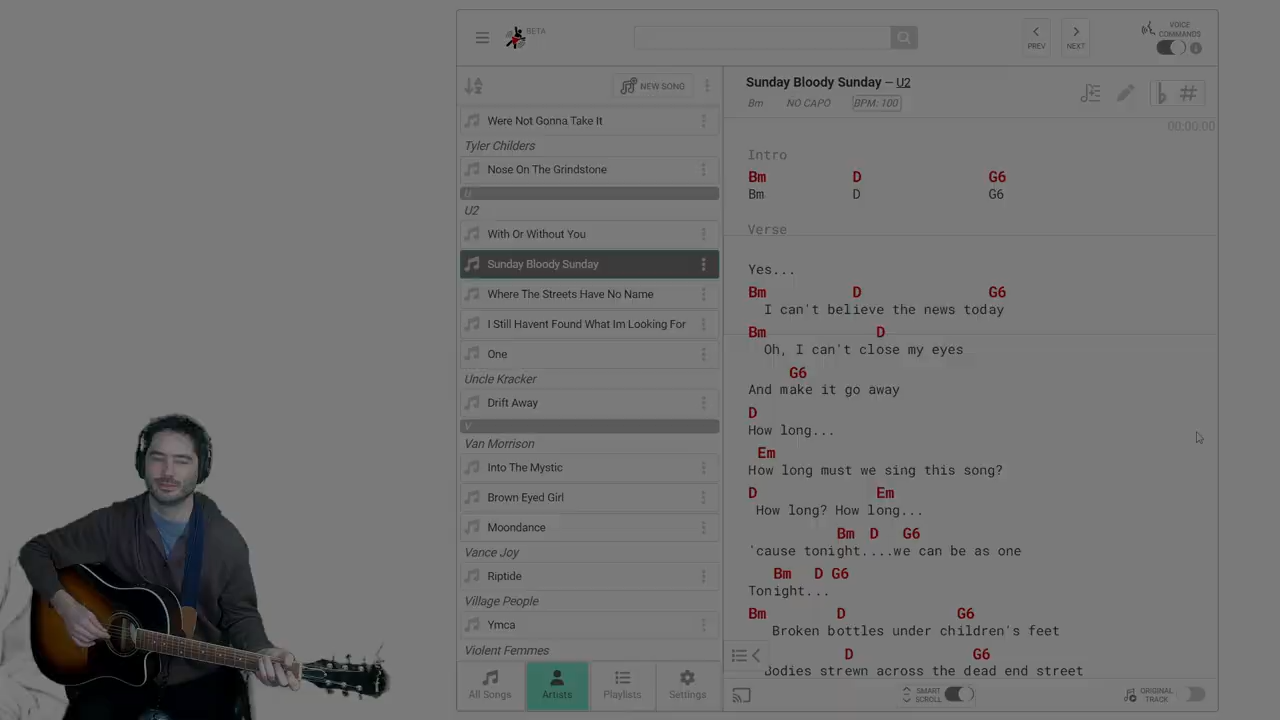 BETA
PREV
NEXT
VOICE
COMMANDS
NEW SONG
Were Not Gonna Take It
Tyler Childers
Nose On The Grindstone
U
U2
With Or Without You
Sunday Bloody Sunday
Where The Streets Have No Name
I Still Havent Found What Im Looking For
One
Uncle Kracker
Drift Away
V
Van Morrison
Into The Mystic
Brown Eyed Girl
Moondance
Vance Joy
Riptide
Village People
Ymca
Violent Femmes
All Songs
Artists
Playlists
Settings
Sunday Bloody Sunday – U2
Bm NO CAPO BPM: 100
b #
00:00:00
Intro
Bm D G6
Bm D G6
Verse
Yes...
Bm D G6
I can't believe the news today
Bm D
Oh, I can't close my eyes
G6
And make it go away
D
How long...
Em
How long must we sing this song?
D Em
How long? How long...
Bm D G6
'cause tonight....we can be as one
Bm D G6
Tonight...
Bm D G6
Broken bottles under children's feet
D G6
Bodies strewn across the dead end street
SMART
SCROLL
ORIGINAL
TRACK